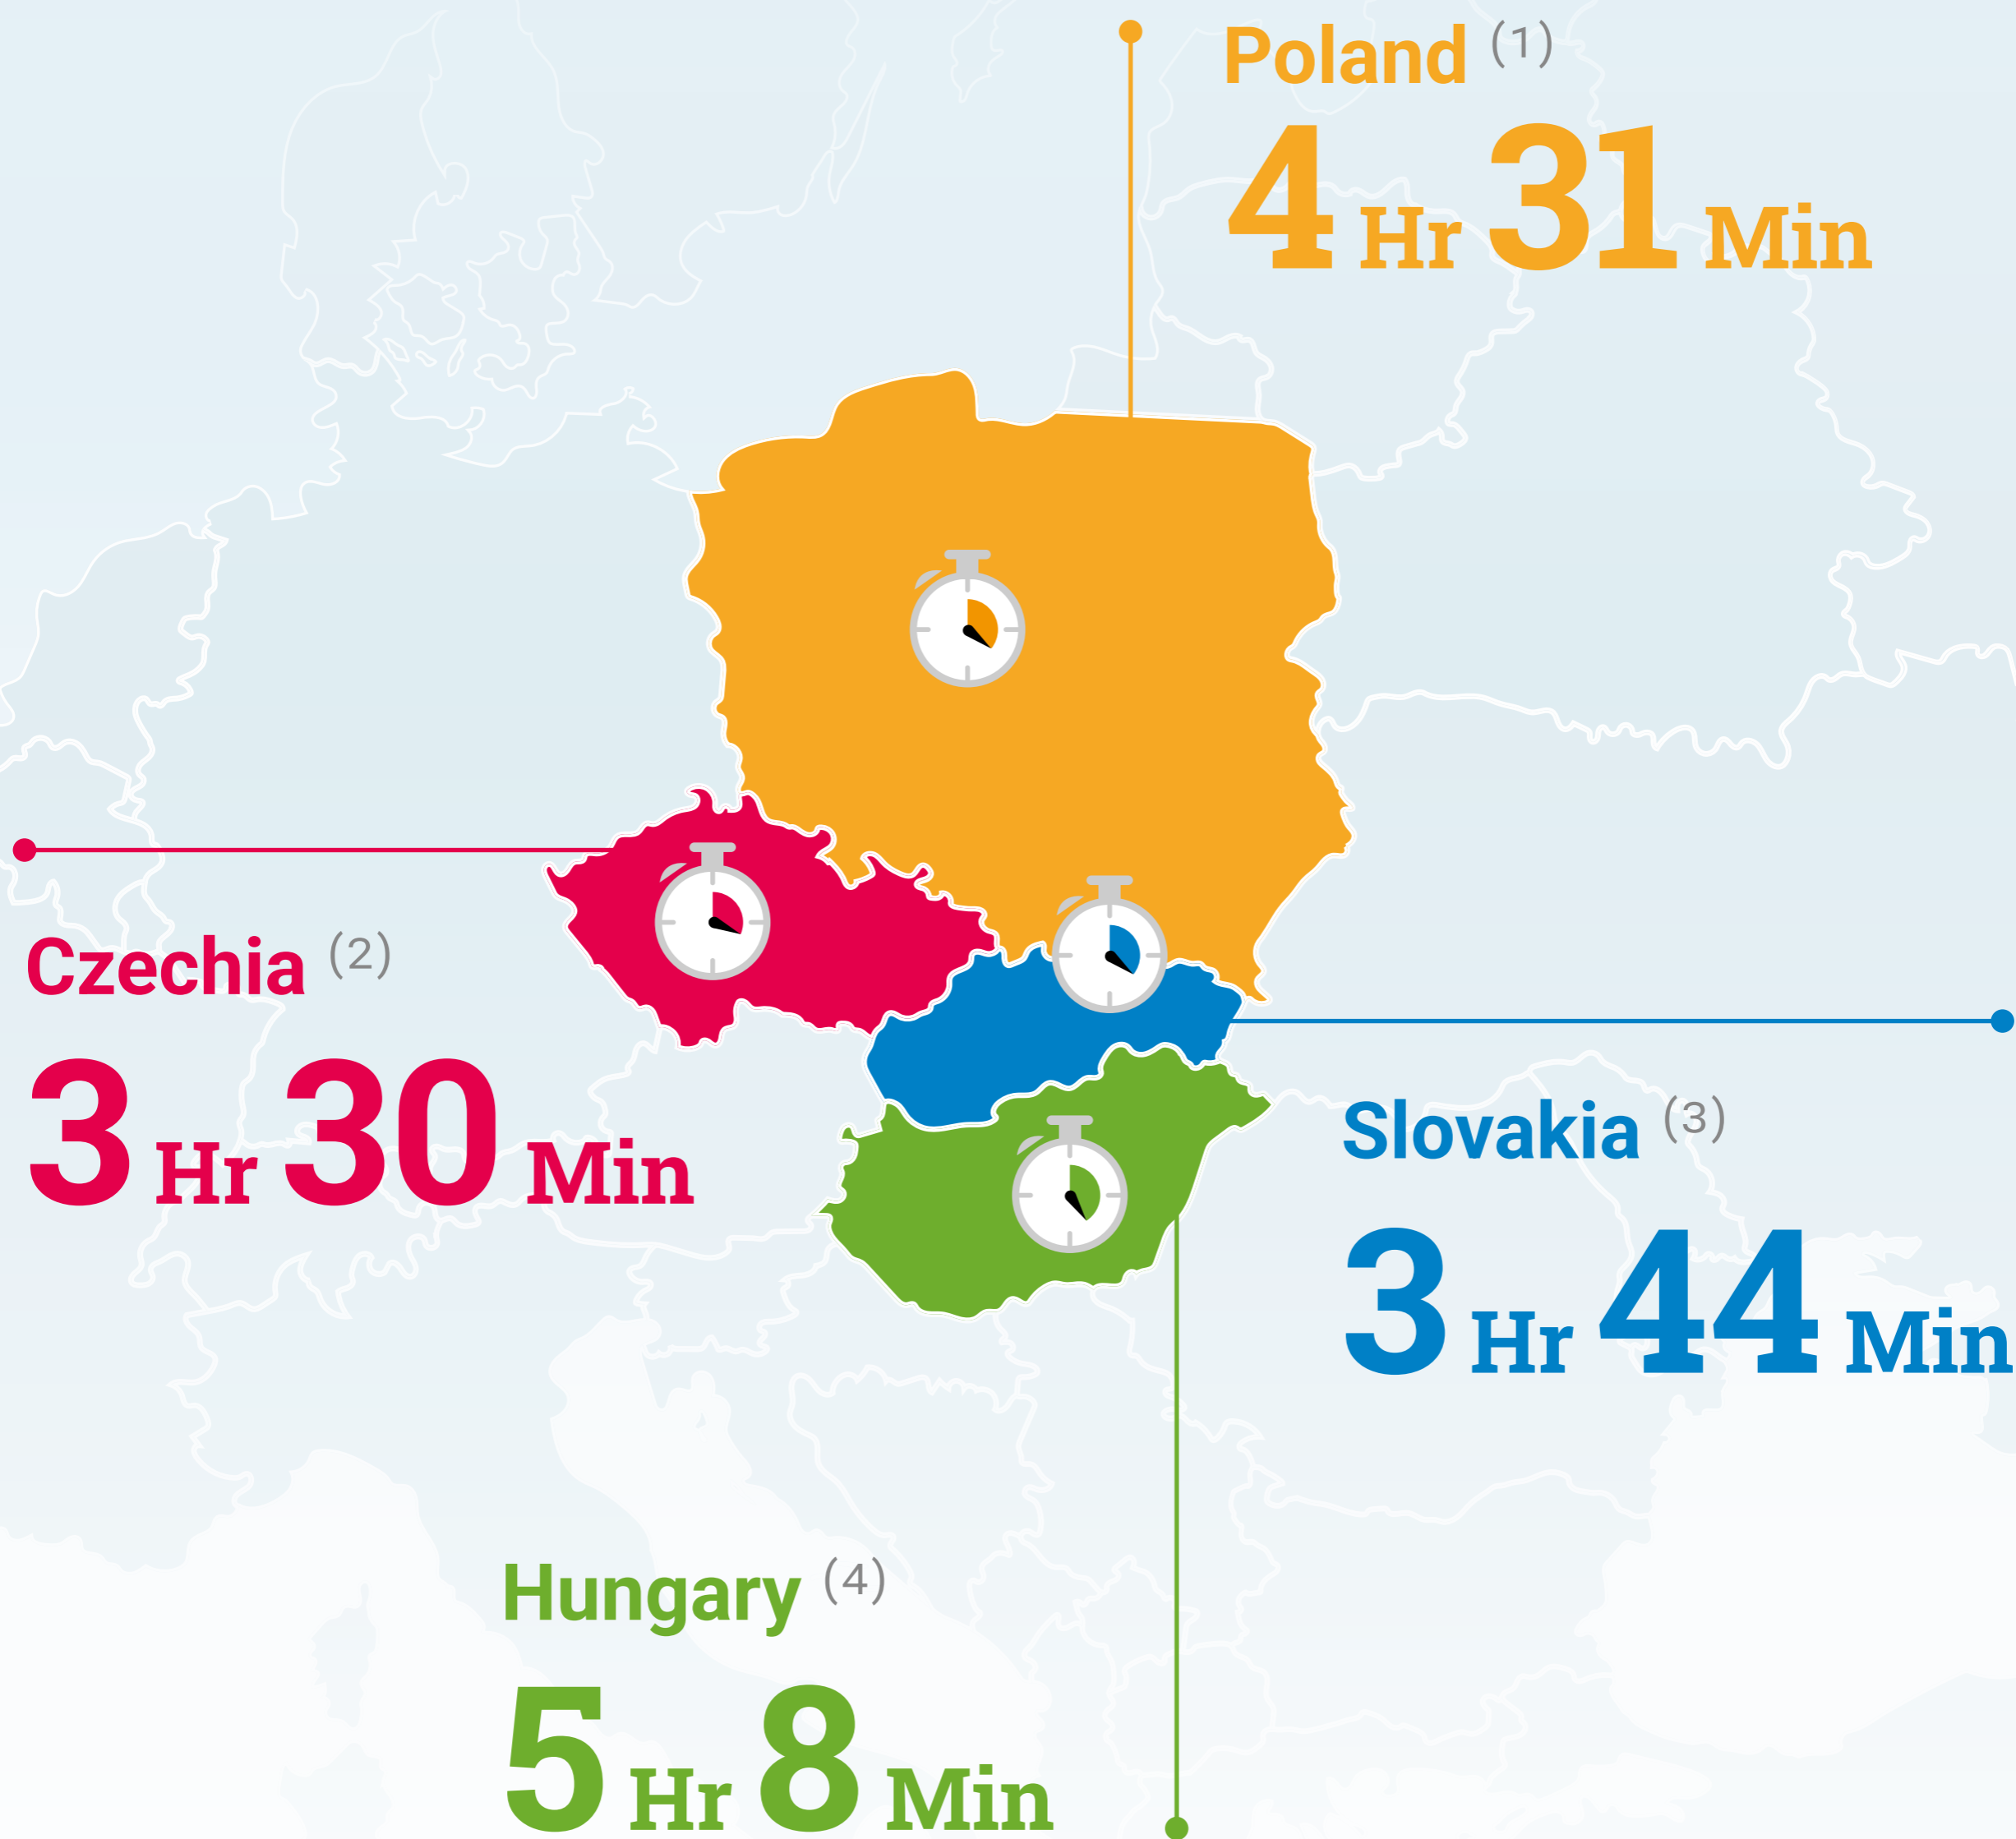 Poland (1)
4 Hr 31 Min
Czechia (2)
3 Hr 30 Min
Slovakia (3)
3 Hr 44 Min
Hungary (4)
5 Hr 8 Min